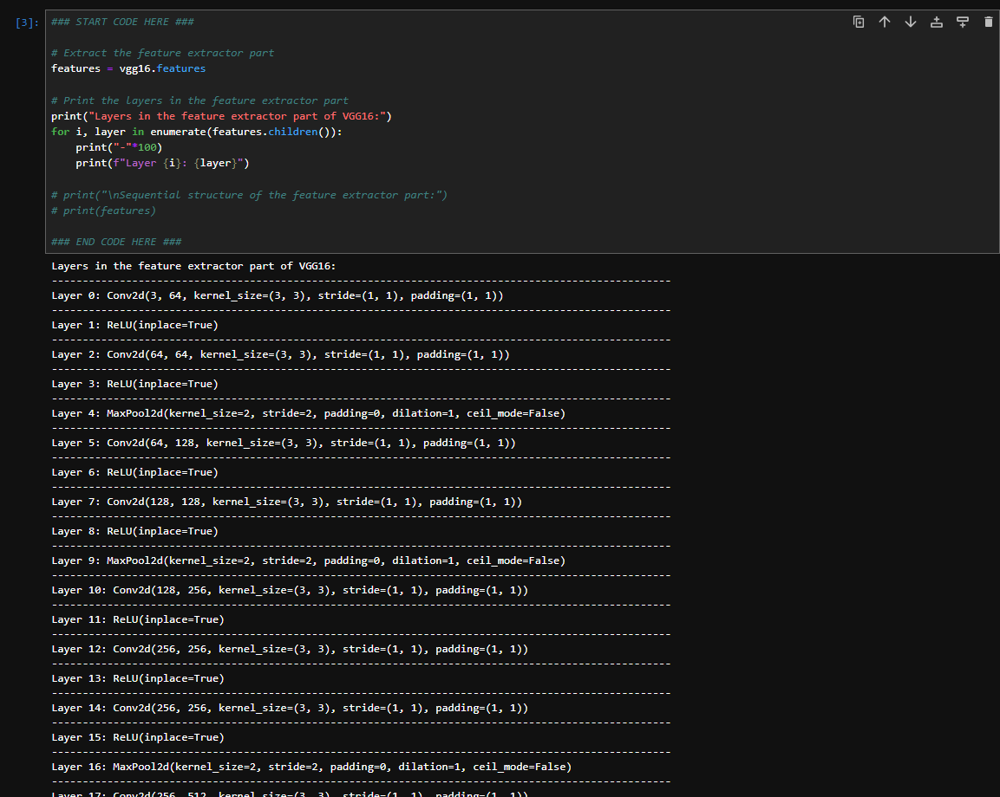 [3]:
### START CODE HERE ###
# Extract the feature extractor part
features = vgg16.features
# Print the layers in the feature extractor part
print("Layers in the feature extractor part of VGG16:")
for i, layer in enumerate(features.children()):
    print("-"*100)
    print(f"Layer {i}: {layer}")
# print("\nSequential structure of the feature extractor part:")
# print(features)
### END CODE HERE ###
Layers in the feature extractor part of VGG16:
----------------------------------------------------------------------------------------------------
Layer 0: Conv2d(3, 64, kernel_size=(3, 3), stride=(1, 1), padding=(1, 1))
----------------------------------------------------------------------------------------------------
Layer 1: ReLU(inplace=True)
----------------------------------------------------------------------------------------------------
Layer 2: Conv2d(64, 64, kernel_size=(3, 3), stride=(1, 1), padding=(1, 1))
----------------------------------------------------------------------------------------------------
Layer 3: ReLU(inplace=True)
----------------------------------------------------------------------------------------------------
Layer 4: MaxPool2d(kernel_size=2, stride=2, padding=0, dilation=1, ceil_mode=False)
----------------------------------------------------------------------------------------------------
Layer 5: Conv2d(64, 128, kernel_size=(3, 3), stride=(1, 1), padding=(1, 1))
----------------------------------------------------------------------------------------------------
Layer 6: ReLU(inplace=True)
----------------------------------------------------------------------------------------------------
Layer 7: Conv2d(128, 128, kernel_size=(3, 3), stride=(1, 1), padding=(1, 1))
----------------------------------------------------------------------------------------------------
Layer 8: ReLU(inplace=True)
----------------------------------------------------------------------------------------------------
Layer 9: MaxPool2d(kernel_size=2, stride=2, padding=0, dilation=1, ceil_mode=False)
----------------------------------------------------------------------------------------------------
Layer 10: Conv2d(128, 256, kernel_size=(3, 3), stride=(1, 1), padding=(1, 1))
----------------------------------------------------------------------------------------------------
Layer 11: ReLU(inplace=True)
----------------------------------------------------------------------------------------------------
Layer 12: Conv2d(256, 256, kernel_size=(3, 3), stride=(1, 1), padding=(1, 1))
----------------------------------------------------------------------------------------------------
Layer 13: ReLU(inplace=True)
----------------------------------------------------------------------------------------------------
Layer 14: Conv2d(256, 256, kernel_size=(3, 3), stride=(1, 1), padding=(1, 1))
----------------------------------------------------------------------------------------------------
Layer 15: ReLU(inplace=True)
----------------------------------------------------------------------------------------------------
Layer 16: MaxPool2d(kernel_size=2, stride=2, padding=0, dilation=1, ceil_mode=False)
----------------------------------------------------------------------------------------------------
Layer 17: Conv2d(256, 512, kernel_size=(3, 3), stride=(1, 1), padding=(1, 1))